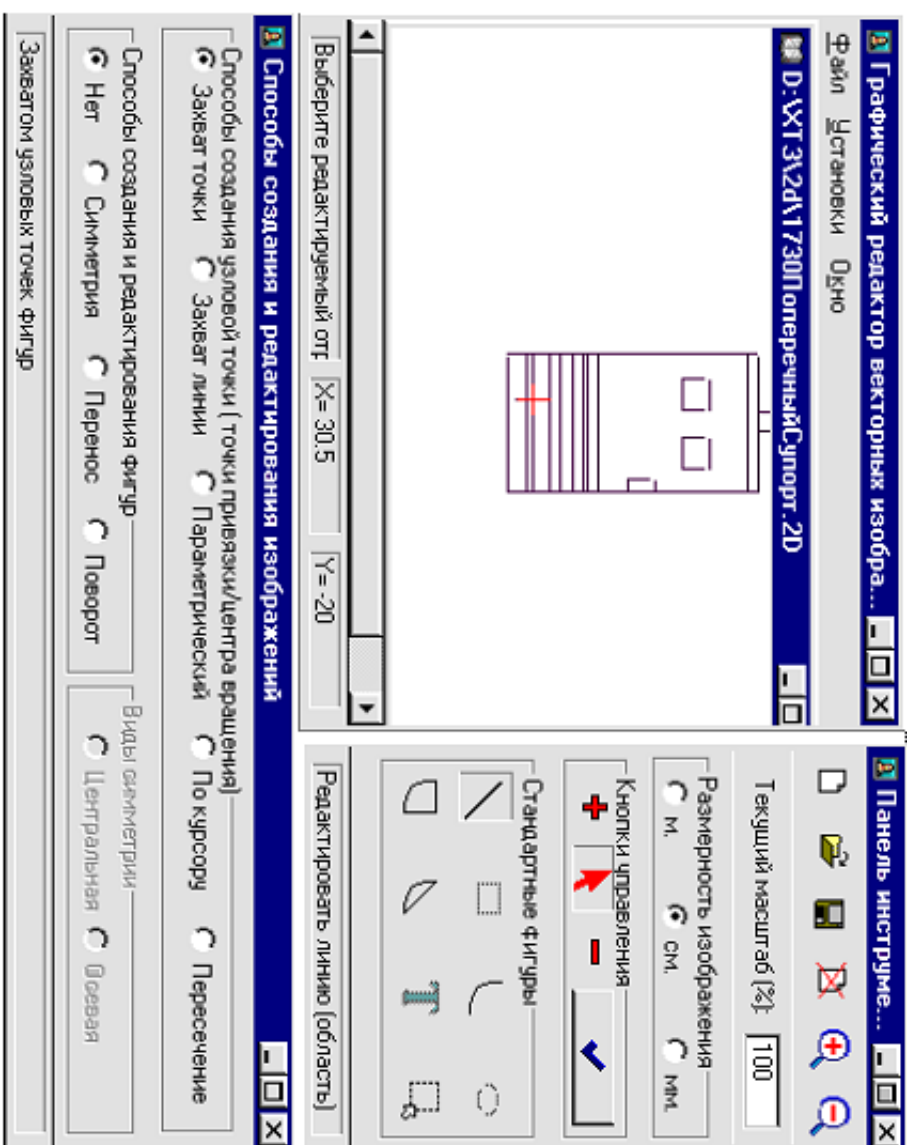 Графический редактор векторных изобра...
Файл Установки Окно
D:\XT3\2d\1730ПоперечныйСупорт.2D
Выберите редактируемый отр
X= 30.5
Y= -20
Панель инструме...
Текущий масштаб (%): 100
Размерность изображения
м. см. мм.
Кнопки управления
Стандартные фигуры
Редактировать линию (область)
Способы создания и редактирования изображений
Способы создания узловой точки ( точки привязки/центра вращения)
Захват точки Захват линии Параметрический По курсору Пересечение
Способы создания и редактирования фигур
Нет Симметрия Перенос Поворот
Виды симметрии
Центральная Осевая
Захватом узловых точек фигур